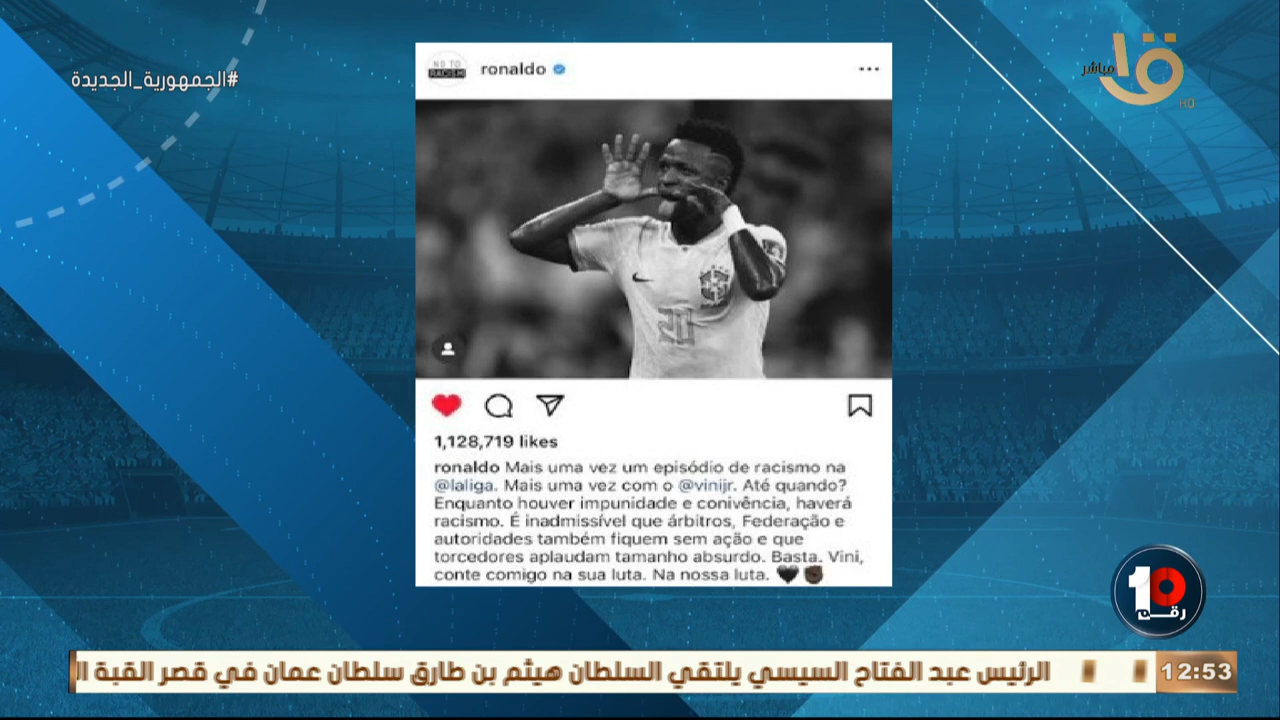 #الجمهورية_الجديدة
مباشر
HD
NO TO
RACISM
ronaldo
20
1,128,719 likes
ronaldo Mais uma vez um episódio de racismo na
@laliga. Mais uma vez com o @vinijr. Até quando?
Enquanto houver impunidade e conivência, haverá
racismo. É inadmissível que árbitros, Federação e
autoridades também fiquem sem ação e que
torcedores aplaudam tamanho absurdo. Basta. Vini,
conte comigo na sua luta. Na nossa luta. 🖤✊🏿
10
رقم
الرئيس عبد الفتاح السيسي يلتقي السلطان هيثم بن طارق سلطان عمان في قصر القبة
12:53